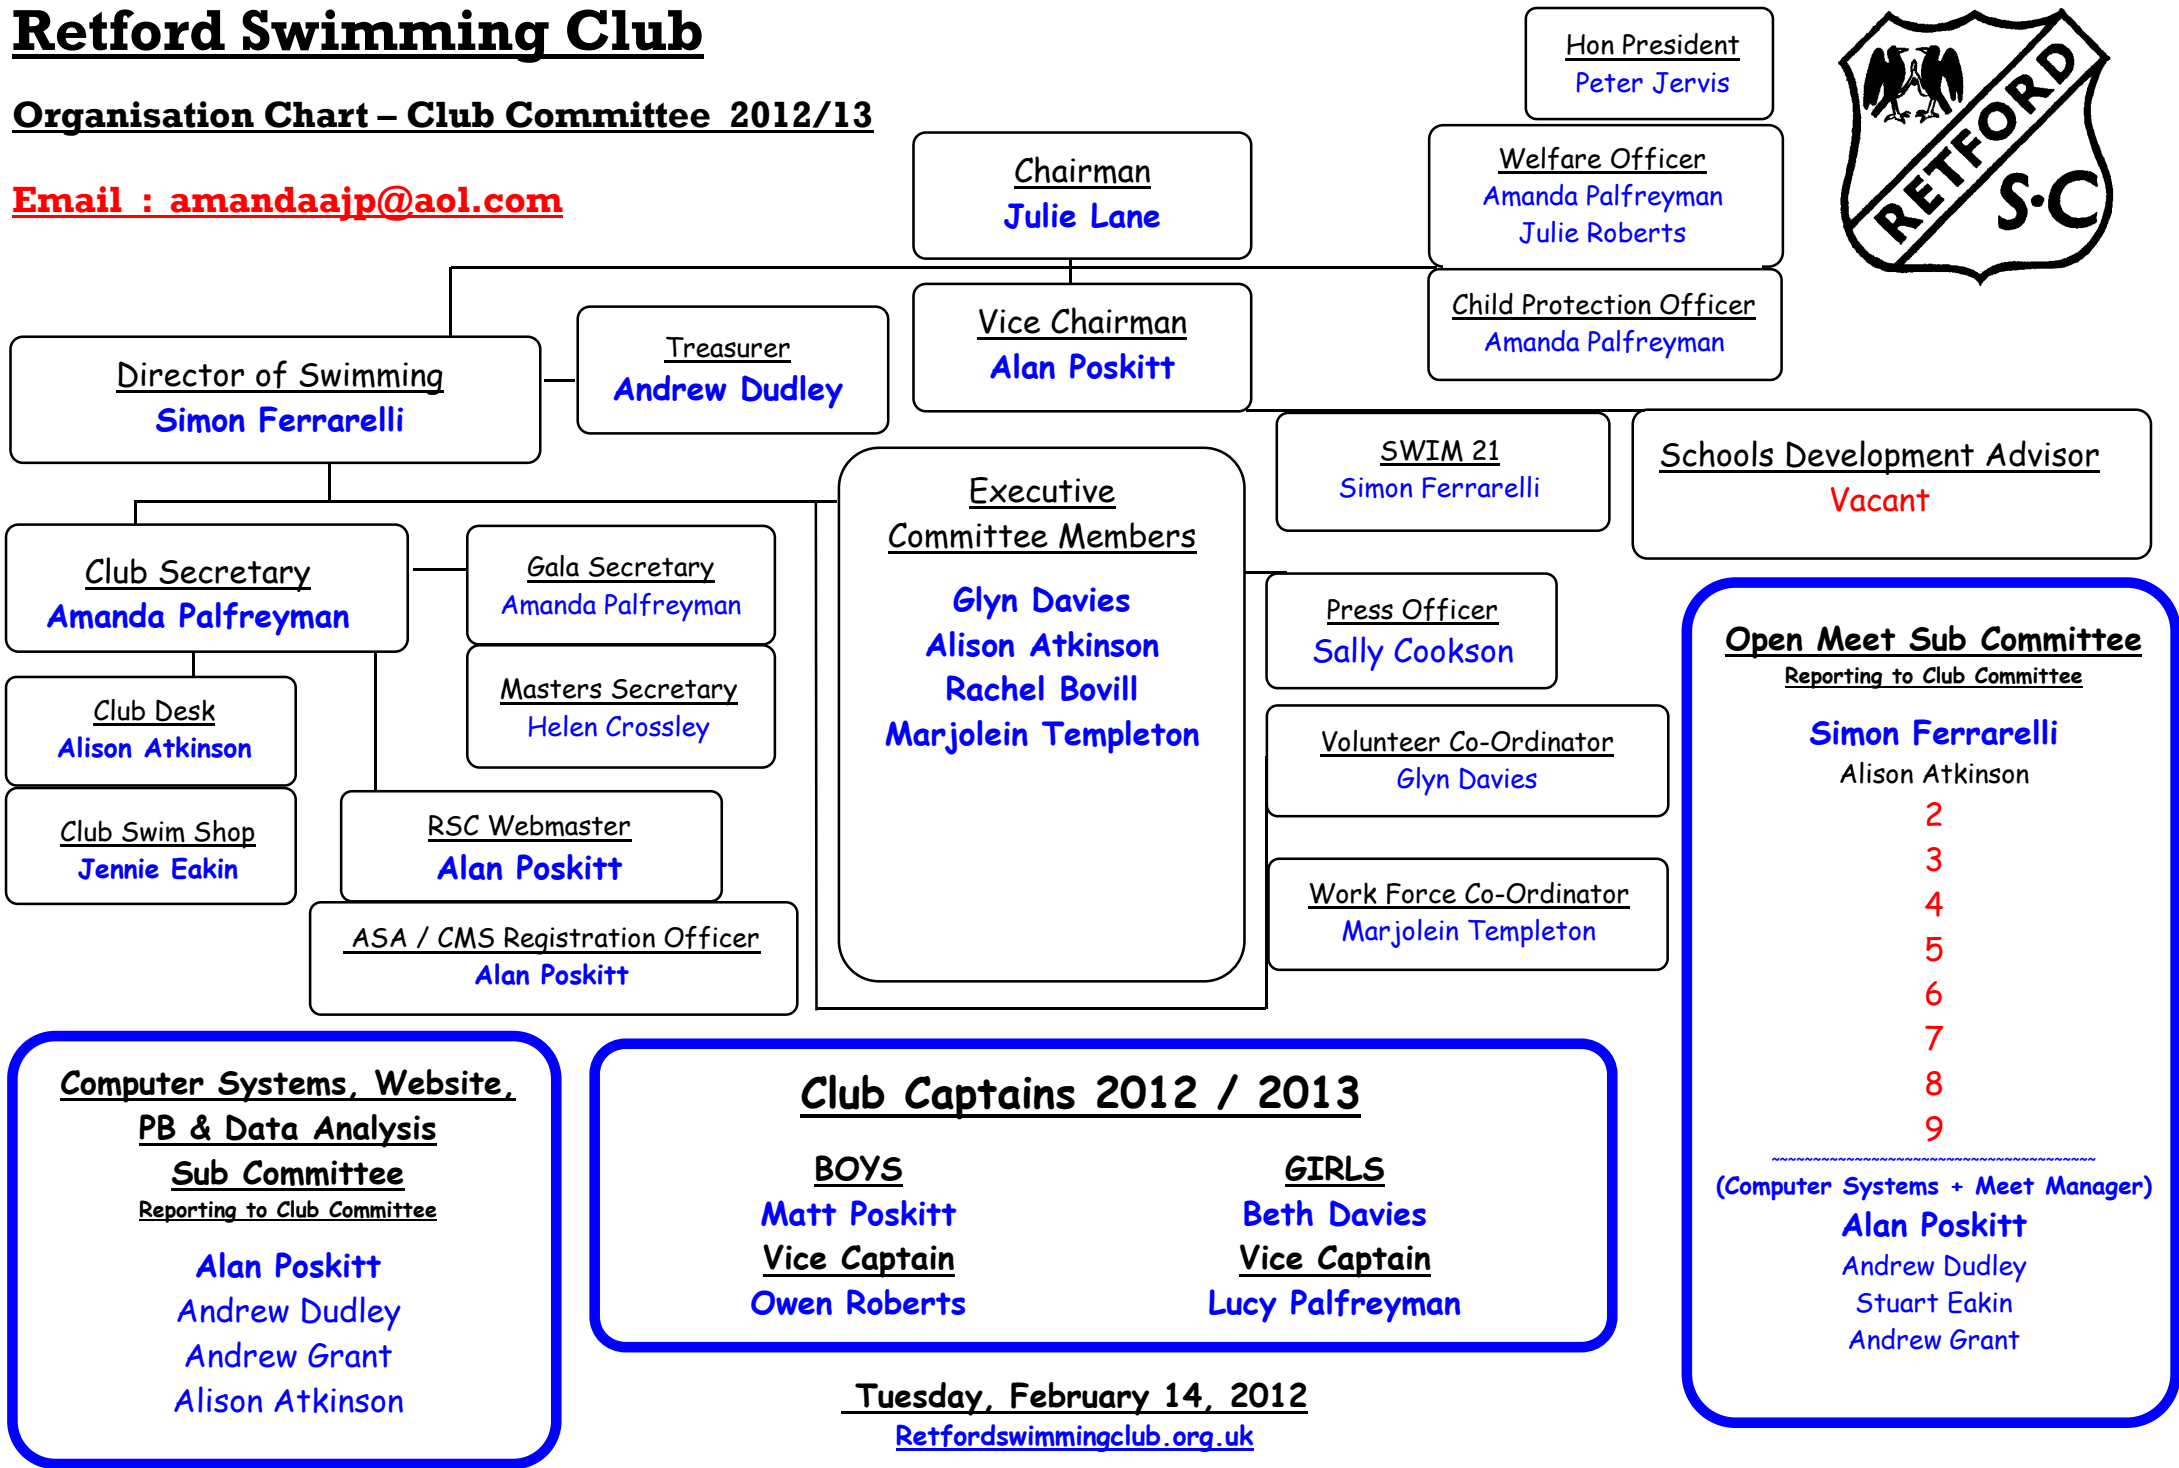 Retford Swimming Club
Organisation Chart – Club Committee 2012/13
Email : amandaajp@aol.com
Hon President
Peter Jervis
RETFORD
S·C
Chairman
Julie Lane
Welfare Officer
Amanda Palfreyman
Julie Roberts
Child Protection Officer
Amanda Palfreyman
Vice Chairman
Alan Poskitt
Treasurer
Andrew Dudley
Director of Swimming
Simon Ferrarelli
SWIM 21
Simon Ferrarelli
Schools Development Advisor
Vacant
Executive
Committee Members
Glyn Davies
Alison Atkinson
Rachel Bovill
Marjolein Templeton
Club Secretary
Amanda Palfreyman
Gala Secretary
Amanda Palfreyman
Masters Secretary
Helen Crossley
Club Desk
Alison Atkinson
Club Swim Shop
Jennie Eakin
RSC Webmaster
Alan Poskitt
ASA / CMS Registration Officer
Alan Poskitt
Press Officer
Sally Cookson
Volunteer Co-Ordinator
Glyn Davies
Work Force Co-Ordinator
Marjolein Templeton
Open Meet Sub Committee
Reporting to Club Committee
Simon Ferrarelli
Alison Atkinson
2
3
4
5
6
7
8
9
~~~~~~~~~~~~~~~~~~~~~~~~~~~~~~~~~~~~~~~
(Computer Systems + Meet Manager)
Alan Poskitt
Andrew Dudley
Stuart Eakin
Andrew Grant
Computer Systems, Website,
PB & Data Analysis
Sub Committee
Reporting to Club Committee
Alan Poskitt
Andrew Dudley
Andrew Grant
Alison Atkinson
Club Captains 2012 / 2013
BOYS
Matt Poskitt
Vice Captain
Owen Roberts
GIRLS
Beth Davies
Vice Captain
Lucy Palfreyman
Tuesday, February 14, 2012
Retfordswimmingclub.org.uk